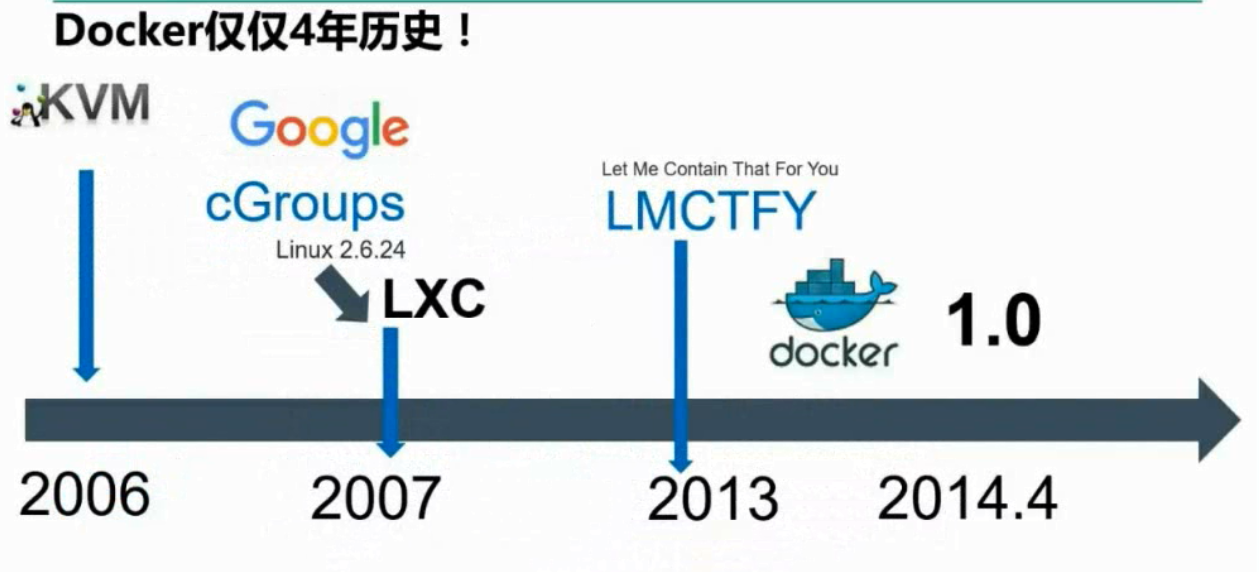 Docker仅仅4年历史！
KVM
Google
cGroups
Linux 2.6.24
LXC
Let Me Contain That For You
LMCTFY
docker
1.0
2006
2007
2013
2014.4